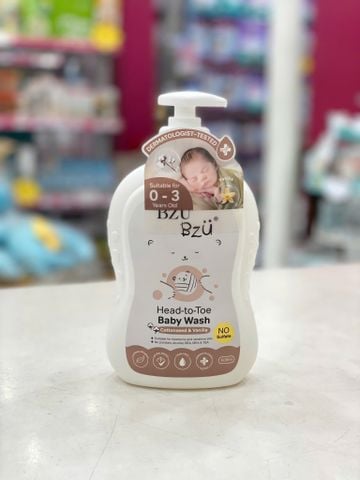 DERMATOLOGIST-TESTED
Suitable for
0 - 3
Years Old
BZU
Bzü
Head-to-Toe
Baby Wash
Cottonseed & Vanilla
NO
Sulfate